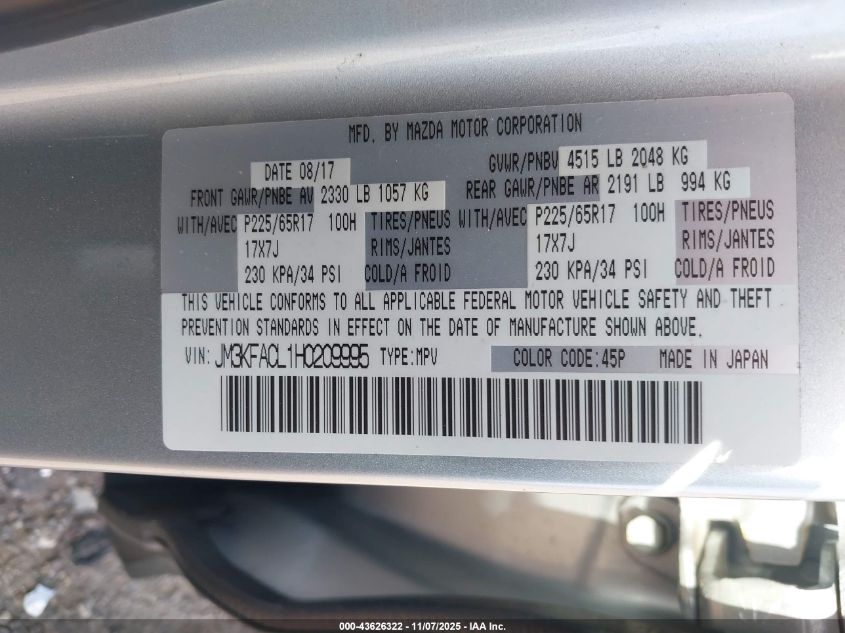 MFD. BY MAZDA MOTOR CORPORATION
DATE 08/17 GVWR/PNBV 4515 LB 2048 KG
FRONT GAWR/PNBE AV 2330 LB 1057 KG REAR GAWR/PNBE AR 2191 LB 994 KG
WITH/AVEC P225/65R17 100H TIRES/PNEUS WITH/AVEC P225/65R17 100H TIRES/PNEUS
17X7J RIMS/JANTES 17X7J RIMS/JANTES
230 KPA/34 PSI COLD/A FROID 230 KPA/34 PSI COLD/A FROID
THIS VEHICLE CONFORMS TO ALL APPLICABLE FEDERAL MOTOR VEHICLE SAFETY AND THEFT
PREVENTION STANDARDS IN EFFECT ON THE DATE OF MANUFACTURE SHOWN ABOVE.
VIN: JM3KFACL1H0209995 TYPE:MPV COLOR CODE:45P MADE IN JAPAN
000-43626322 - 11/07/2025 - IAA Inc.